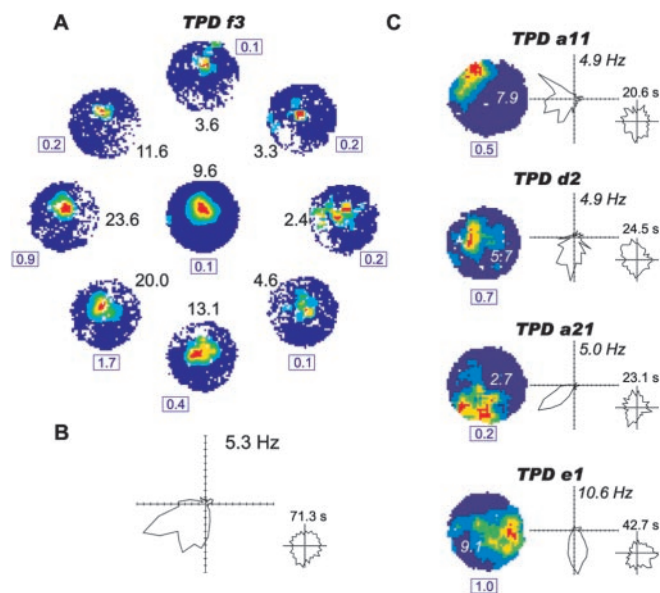 A
TPD f3
0.1
3.6
0.2
11.6
3.3
0.2
9.6
23.6
2.4
0.9
0.1
0.2
20.0
4.6
13.1
1.7
0.1
0.4
B
5.3 Hz
71.3 s
C
TPD a11
4.9 Hz
7.9
20.6 s
0.5
TPD d2
4.9 Hz
5.7
24.5 s
0.7
TPD a21
5.0 Hz
2.7
23.1 s
0.2
TPD e1
10.6 Hz
9.1
42.7 s
1.0